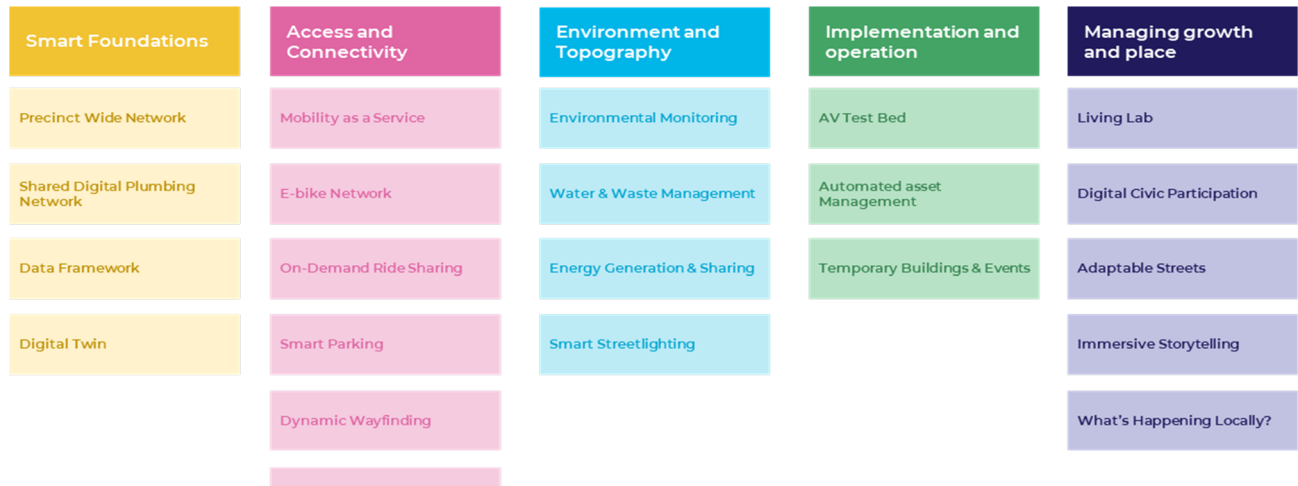 Smart Foundations
Precinct Wide Network
Shared Digital Plumbing
Network
Data Framework
Digital Twin
Access and
Connectivity
Mobility as a Service
E-bike Network
On-Demand Ride Sharing
Smart Parking
Dynamic Wayfinding
Environment and
Topography
Environmental Monitoring
Water & Waste Management
Energy Generation & Sharing
Smart Streetlighting
Implementation and
operation
AV Test Bed
Automated asset
Management
Temporary Buildings & Events
Managing growth
and place
Living Lab
Digital Civic Participation
Adaptable Streets
Immersive Storytelling
What's Happening Locally?